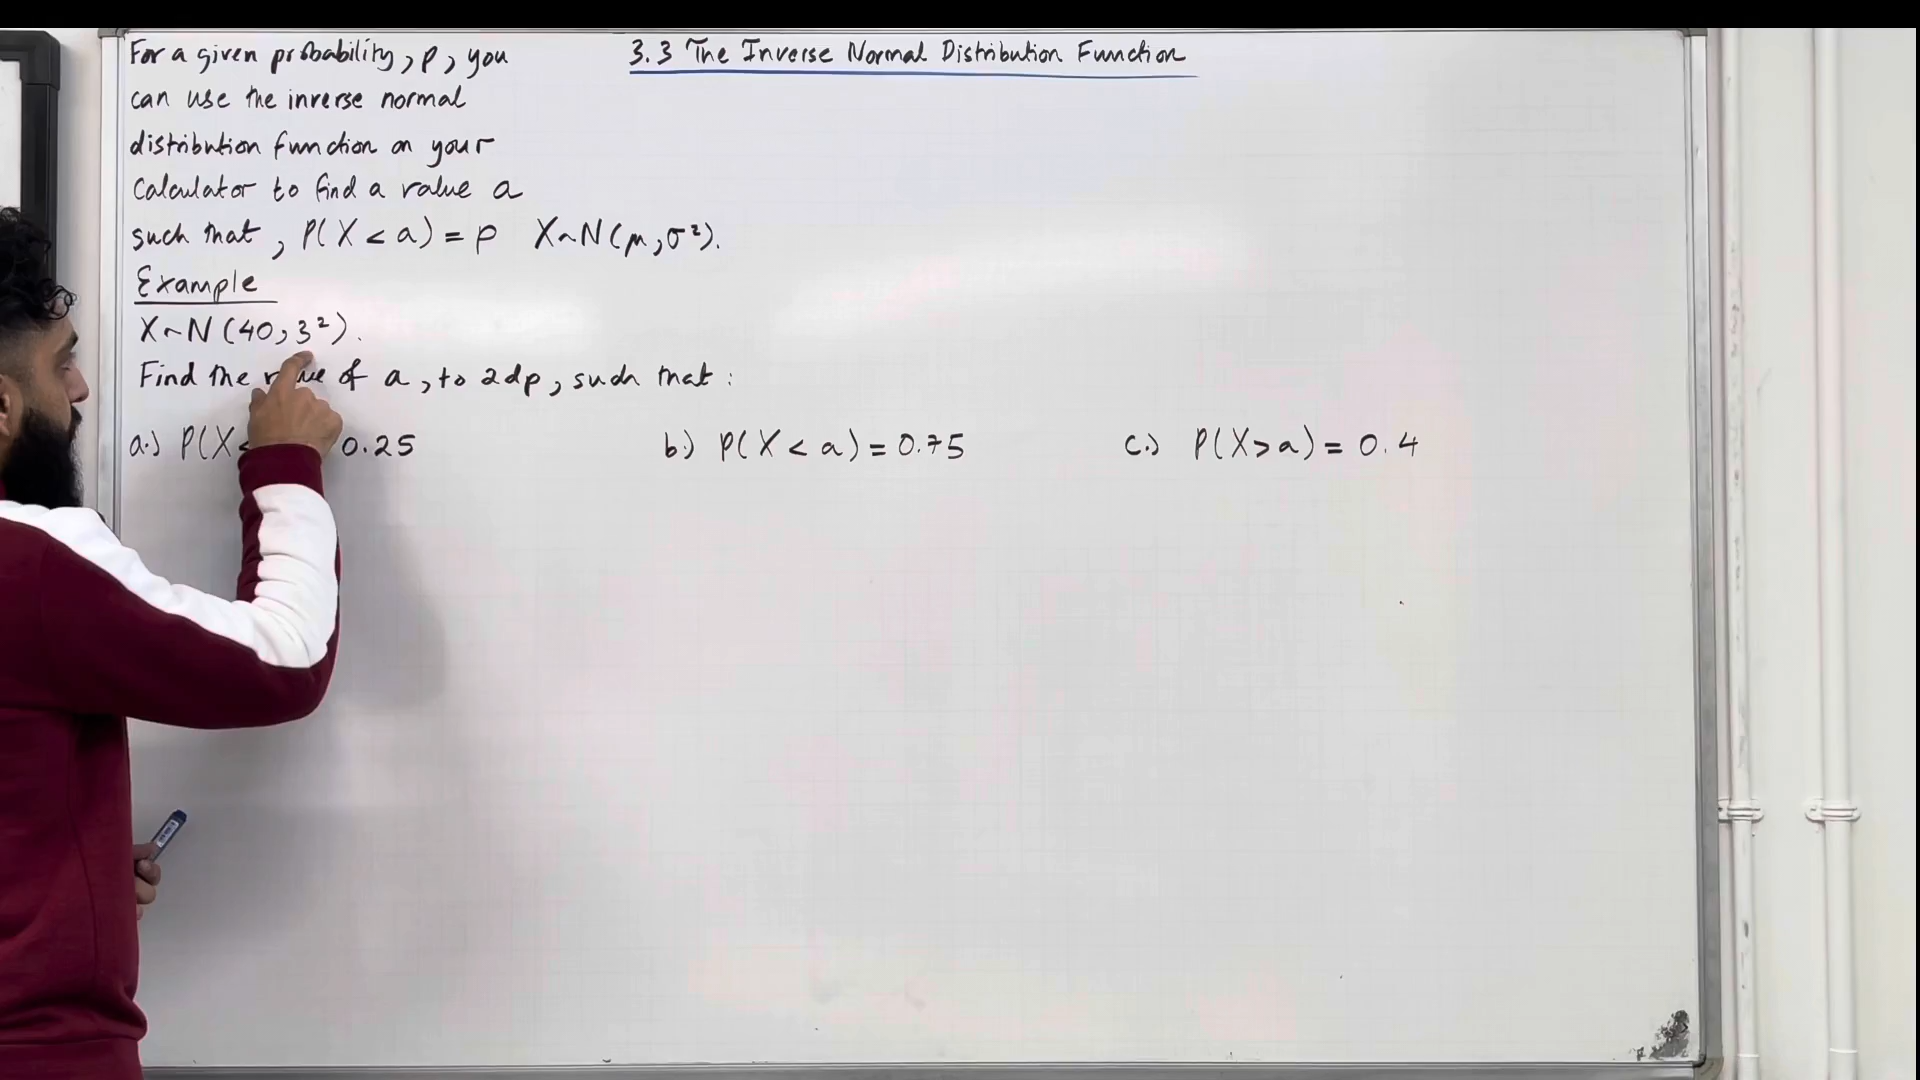 3.3 The Inverse Normal Distribution Function
For a given probability, p, you
can use the inverse normal
distribution function on your
calculator to find a value a
such that, P(X < a) = p X~N(μ, σ²).
Example
X~N(40, 3²).
Find the of a, to 2dp, such that:
a.) P(X< 0.25
b.) P(X < a) = 0.75
c.) P(X > a) = 0.4